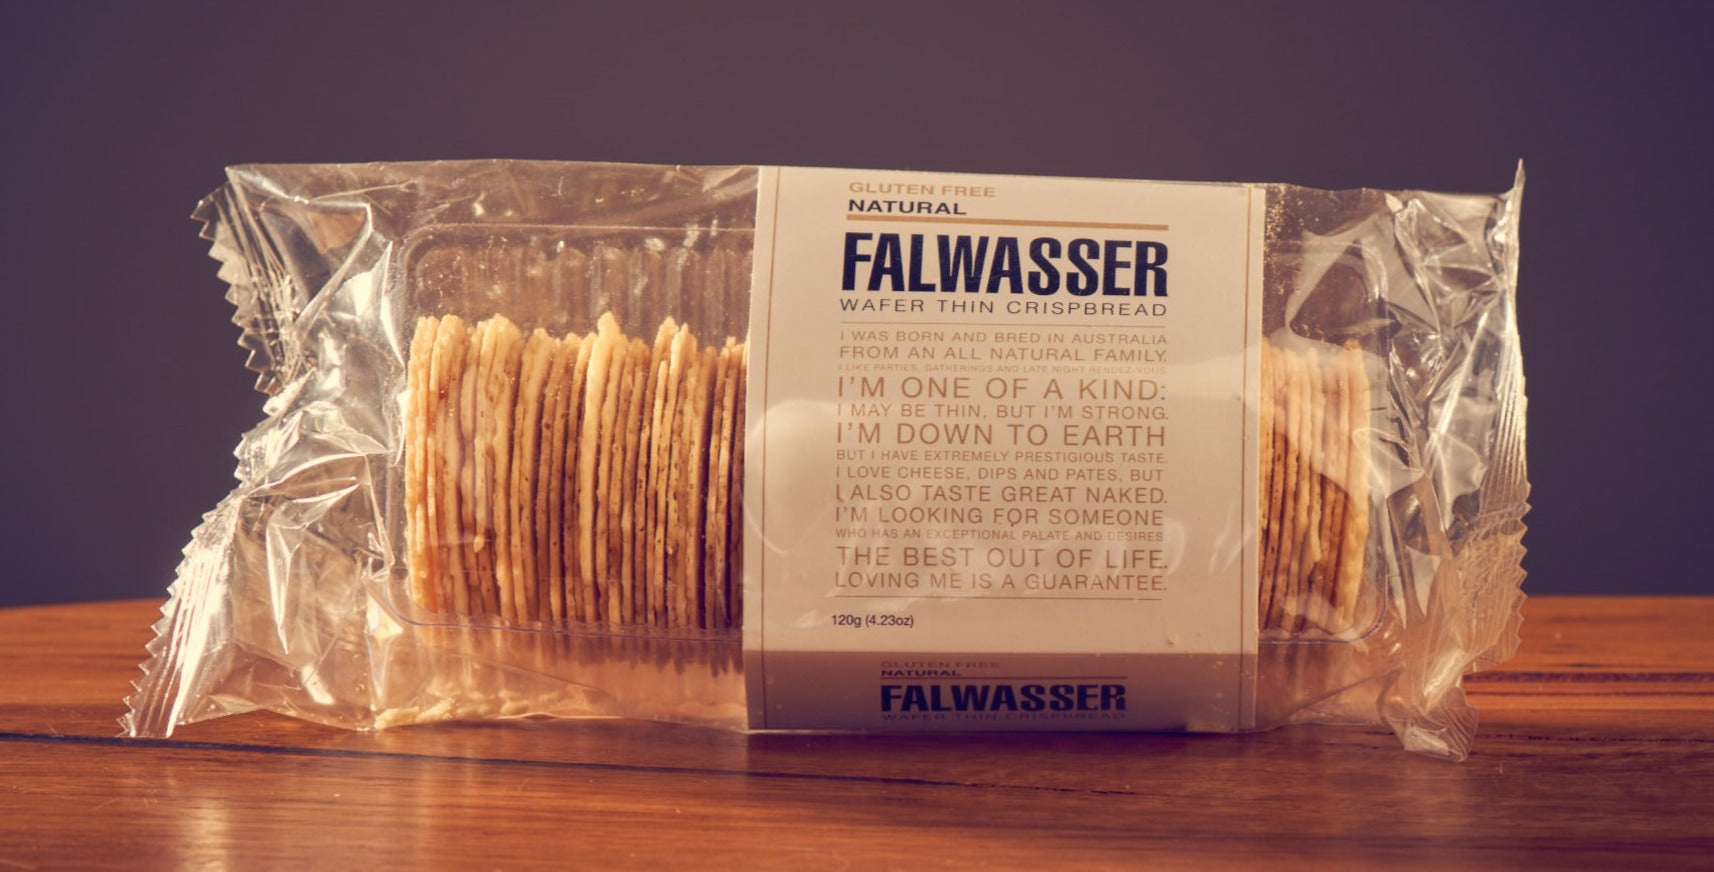 GLUTEN FREE
NATURAL
FALWASSER
WAFER THIN CRISPBREAD
I WAS BORN AND BRED IN AUSTRALIA
FROM AN ALL NATURAL FAMILY.
I LIKE PARTIES, GATHERINGS AND LATE NIGHT RENDEZ-VOUS.
I'M ONE OF A KIND:
I MAY BE THIN, BUT I'M STRONG.
I'M DOWN TO EARTH
BUT I HAVE EXTREMELY PRESTIGIOUS TASTE.
I LOVE CHEESE, DIPS AND PATES, BUT
I ALSO TASTE GREAT NAKED.
I'M LOOKING FOR SOMEONE
WHO HAS AN EXCEPTIONAL PALATE AND DESIRES
THE BEST OUT OF LIFE.
LOVING ME IS A GUARANTEE.
120g (4.23oz)
GLUTEN FREE
NATURAL
FALWASSER
WAFER THIN CRISPBREAD